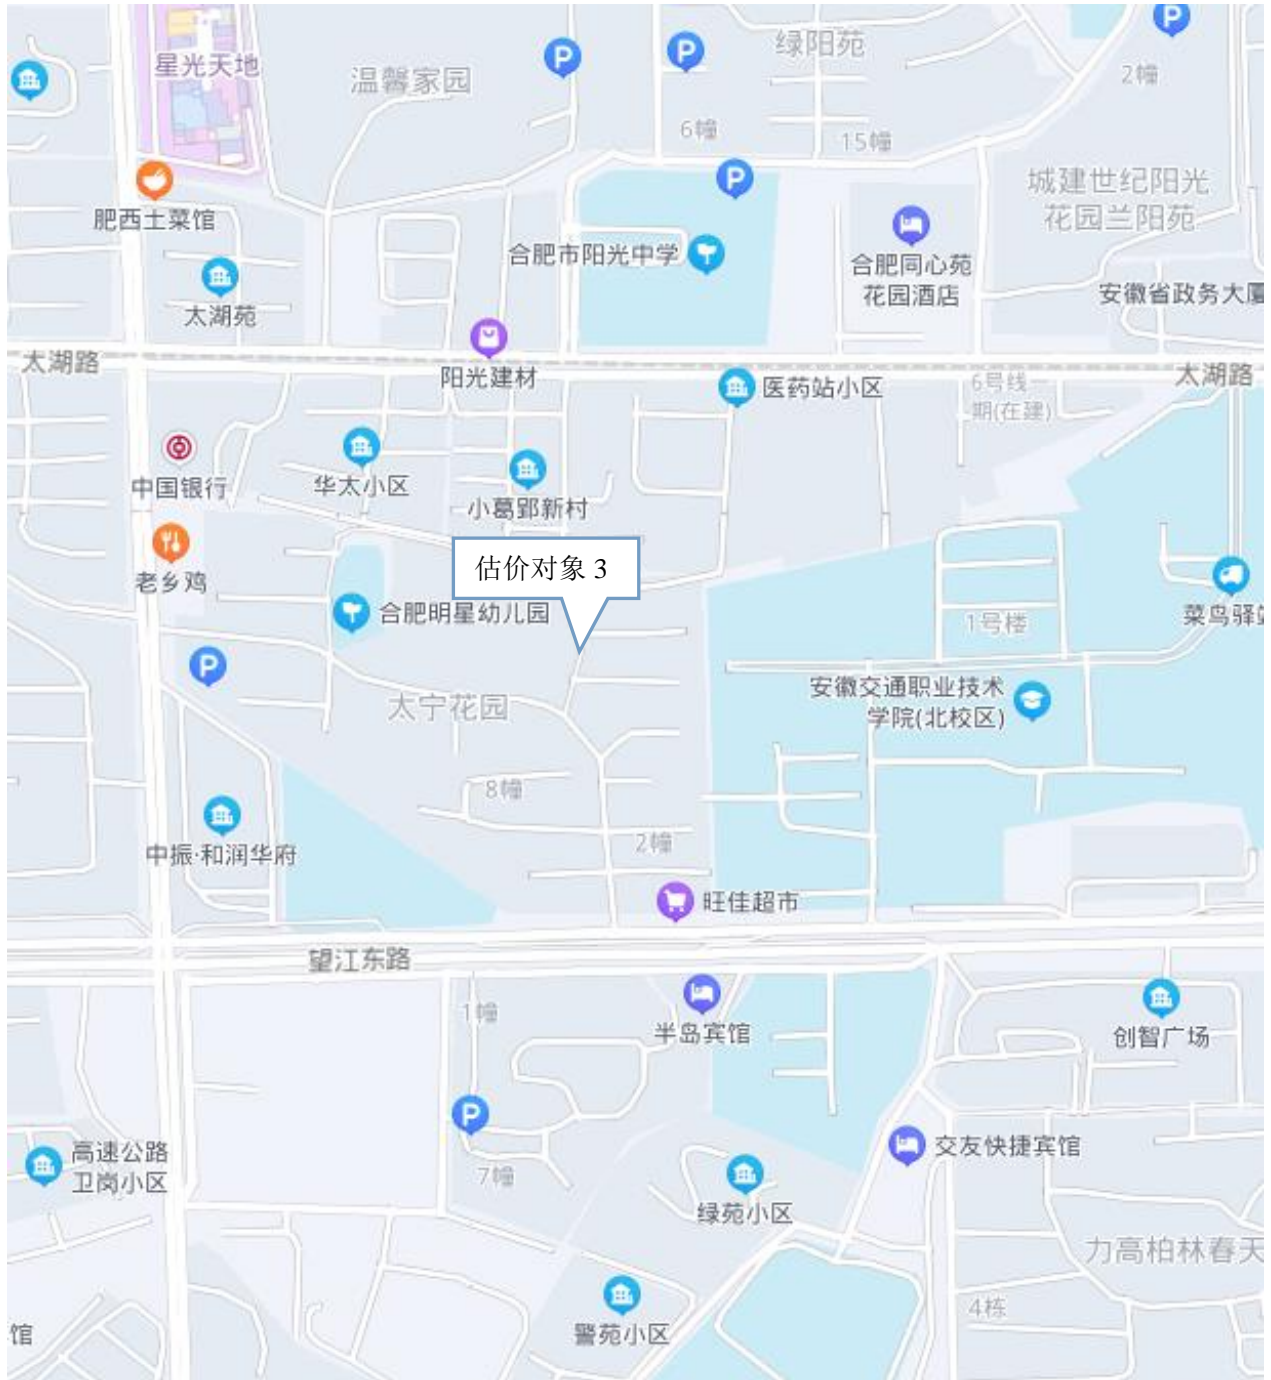 绿阳苑
星光天地
温馨家园
2幢
6幢
15幢
城建世纪阳光
花园兰阳苑
肥西土菜馆
合肥市阳光中学
合肥同心苑
花园酒店
安徽省政务大厦
太湖苑
太湖路
阳光建材
医药站小区
6号线一
期(在建)
太湖路
中国银行
华太小区
小葛郢新村
估价对象 3
老乡鸡
合肥明星幼儿园
1号楼
菜鸟驿站
安徽交通职业技术
学院(北校区)
太宁花园
8幢
2幢
中振·和润华府
旺佳超市
望江东路
1幢
半岛宾馆
创智广场
高速公路
卫岗小区
7幢
交友快捷宾馆
绿苑小区
力高柏林春天
4栋
馆
警苑小区